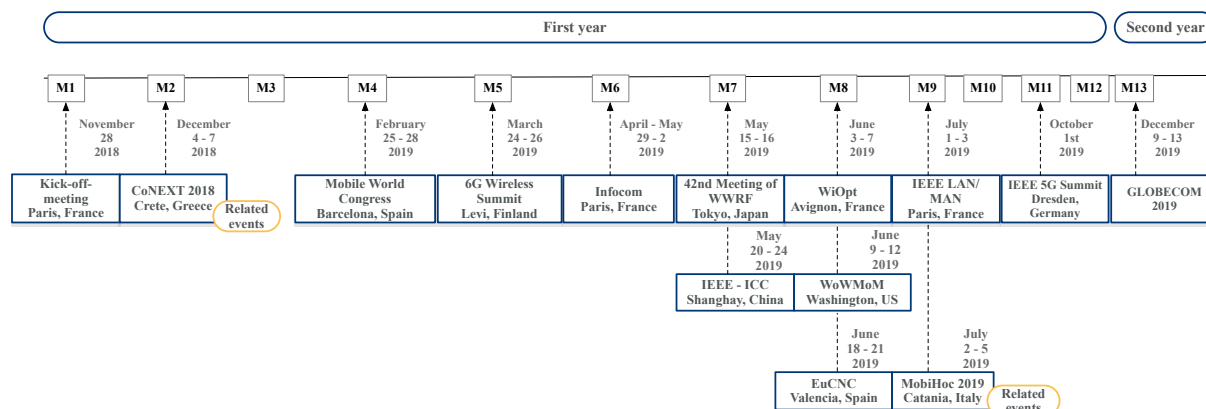 First year
Second year
M1
M2
M3
M4
M5
M6
M7
M8
M9
M10
M11
M12
M13
November
28
2018
December
4 - 7
2018
February
25 - 28
2019
March
24 - 26
2019
April - May
29 - 2
2019
May
15 - 16
2019
June
3 - 7
2019
July
1 - 3
2019
October
1st
2019
December
9 - 13
2019
Kick-off-
meeting
Paris, France
CoNEXT 2018
Crete, Greece
Related
events
Mobile World
Congress
Barcelona, Spain
6G Wireless
Summit
Levi, Finland
Infocom
Paris, France
42nd Meeting of
WWRF
Tokyo, Japan
WiOpt
Avignon, France
IEEE LAN/
MAN
Paris, France
IEEE 5G Summit
Dresden,
Germany
GLOBECOM
2019
May
20 - 24
2019
June
9 - 12
2019
IEEE - ICC
Shanghay, China
WoWMoM
Washington, US
June
18 - 21
2019
July
2 - 5
2019
EuCNC
Valencia, Spain
MobiHoc 2019
Catania, Italy
Related
events